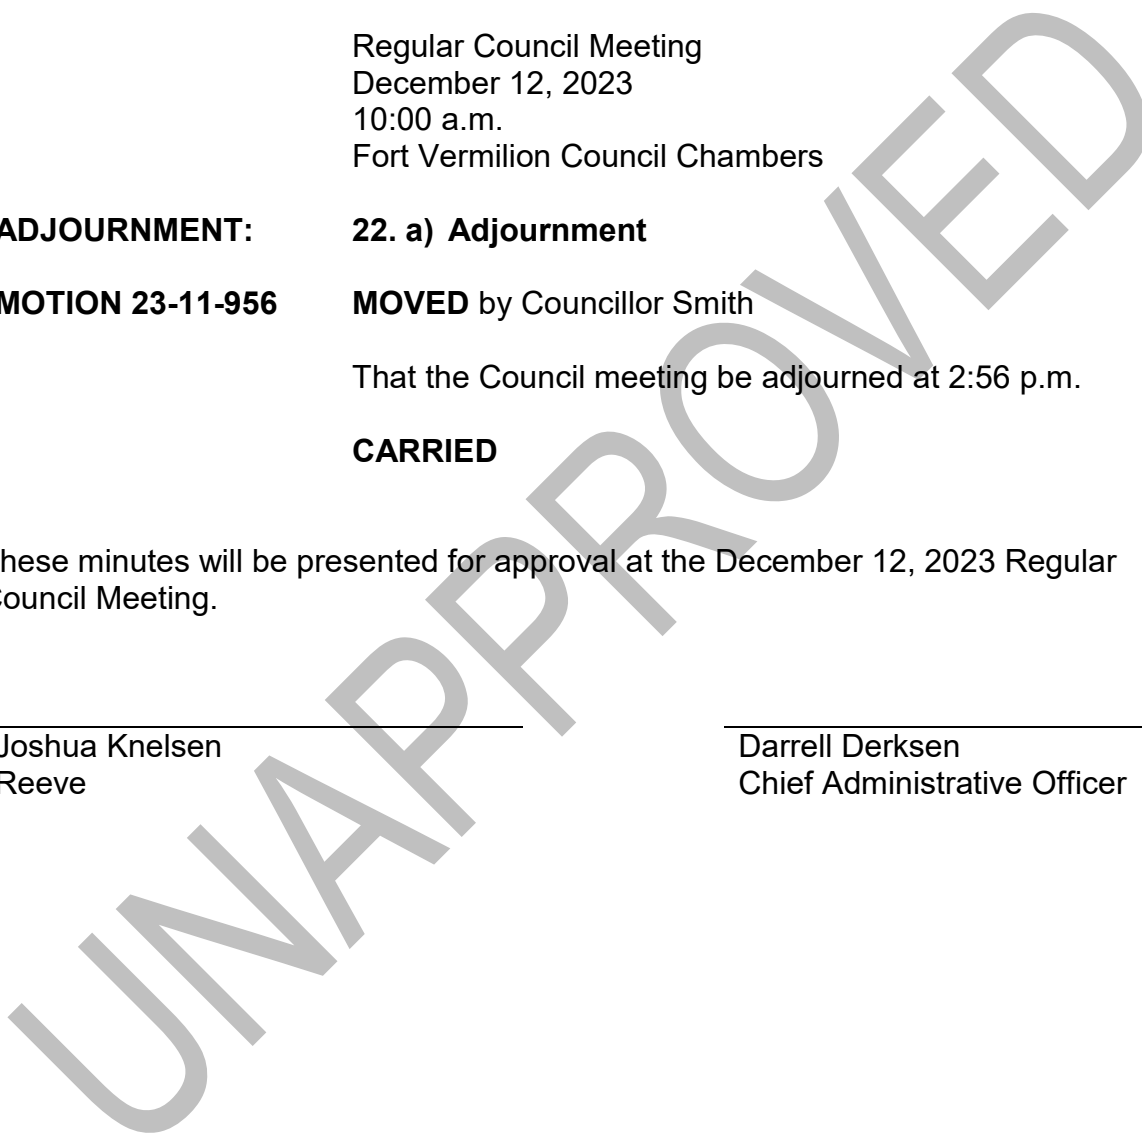 Regular Council Meeting
December 12, 2023
10:00 a.m.
Fort Vermilion Council Chambers
ADJOURNMENT: 22. a) Adjournment
MOTION 23-11-956 MOVED by Councillor Smith
That the Council meeting be adjourned at 2:56 p.m.
CARRIED
hese minutes will be presented for approval at the December 12, 2023 Regular
Council Meeting.
Joshua Knelsen Darrell Derksen
Reeve Chief Administrative Officer
UNAPPROVED